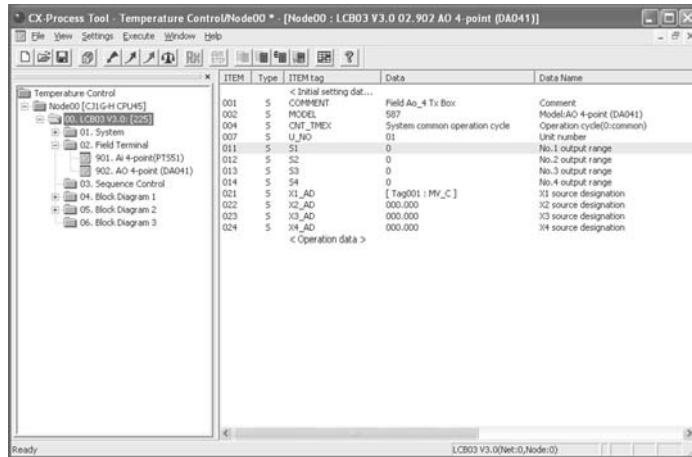 CX-Process Tool - Temperature Control/Node00 * - [Node00 : LCB03 V3.0 02.902 AO 4-point (DA041)]
File View Settings Execute Window Help
ITEM Type ITEM tag Data Data Name
Temperature Control
Node00 [CJ1G-H CPU45]
00. LCB03 V3.0: [225]
01. System
02. Field Terminal
901. Ai 4-point(PTS51)
902. AO 4-point (DA041)
03. Sequence Control
04. Block Diagram 1
05. Block Diagram 2
06. Block Diagram 3
< Initial setting dat...
001 S COMMENT Field Ao_4 Tx Box Comment
002 S MODEL 587 Model:AO 4-point (DA041)
004 S CNT_TMEX System common operation cycle Operation cycle(0:common)
007 S U_NO 01 Unit number
011 S S1 0 No.1 output range
012 S S2 0 No.2 output range
013 S S3 0 No.3 output range
014 S S4 0 No.4 output range
021 S X1_AD [ Tag001 : MV_C ] X1 source designation
022 S X2_AD 000.000 X2 source designation
023 S X3_AD 000.000 X3 source designation
024 S X4_AD 000.000 X4 source designation
< Operation data >
Ready LCB03 V3.0(Net:0,Node:0)